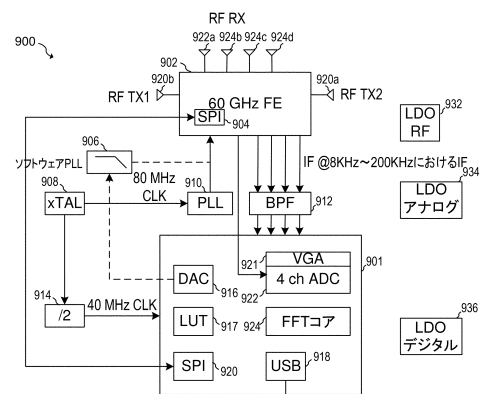 RF RX
900
922a
924b
924c
924d
902
920b
920a
RF TX1
RF TX2
60 GHz FE
SPI
904
932
LDO
RF
906
ソフトウェアPLL
80 MHz
CLK
IF @8KHz～200KHzにおけるIF
908
xTAL
910
PLL
BPF
912
934
LDO
アナログ
901
921
VGA
4 ch ADC
922
DAC
916
914
/2
40 MHz CLK
LUT
917
924
FFTコア
936
LDO
デジタル
SPI
920
USB
918